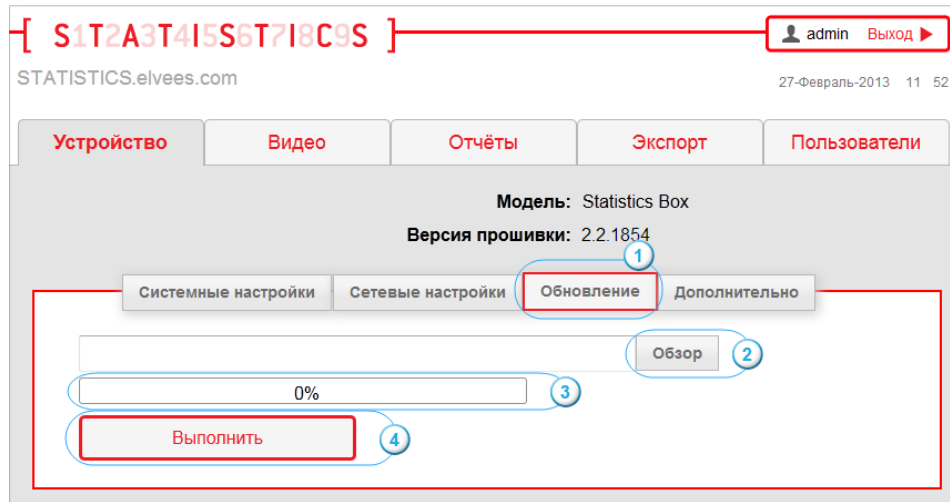 [ S1T2A3T4I5S6T7I8C9S ]
admin Выход
STATISTICS.elvees.com
27-Февраль-2013 11 52
Устройство Видео Отчёты Экспорт Пользователи
Модель: Statistics Box
Версия прошивки: 2.2.1854
1
Системные настройки Сетевые настройки Обновление Дополнительно
Обзор 2
0% 3
Выполнить 4